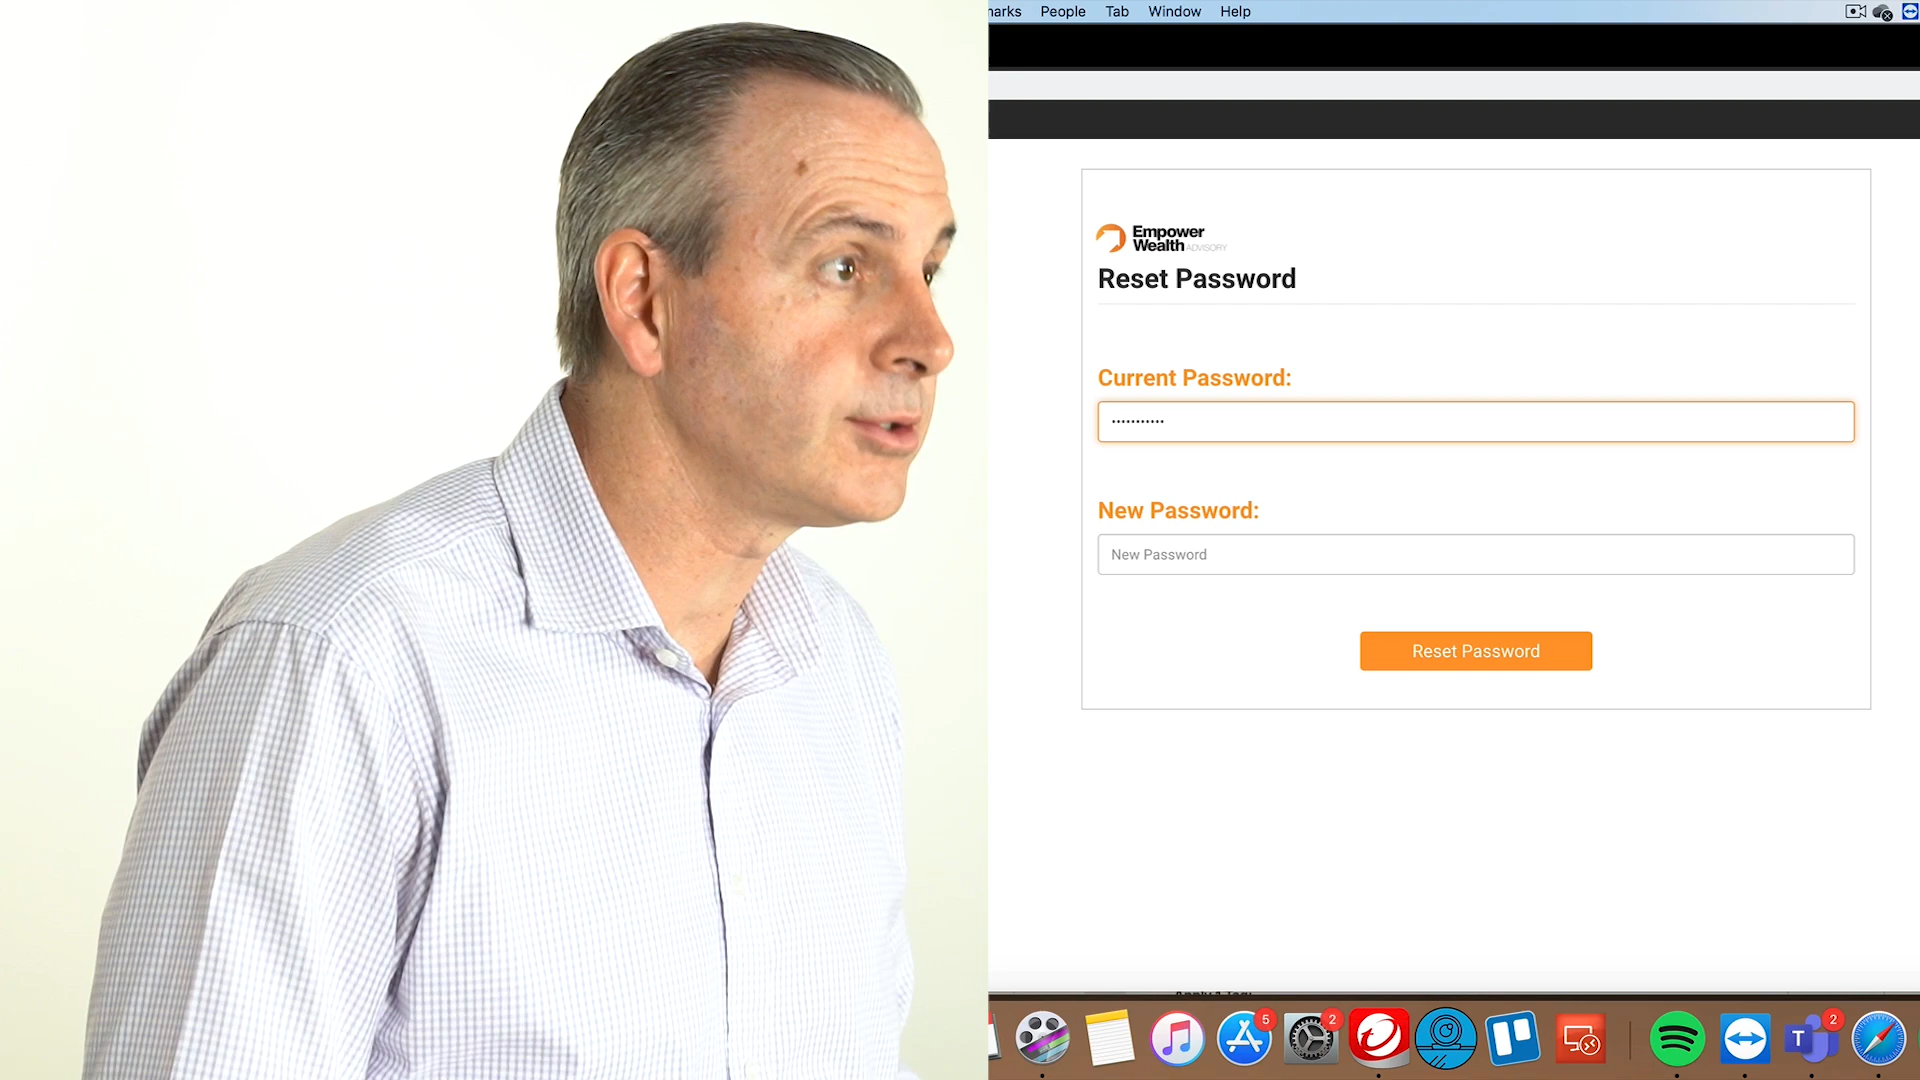 People Tab Window Help
Empower
Wealth ADVISORY
Reset Password
Current Password:
•••••••••••
New Password:
New Password
Reset Password
5
2
T
2